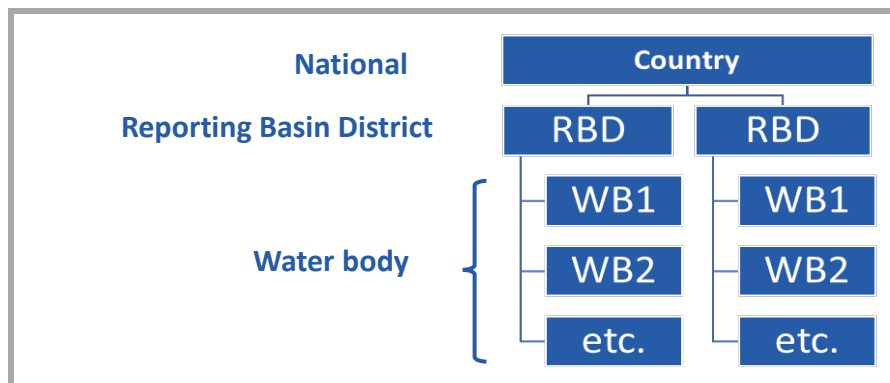 National
Country
Reporting Basin District
RBD
RBD
WB1
WB1
Water body
WB2
WB2
etc.
etc.